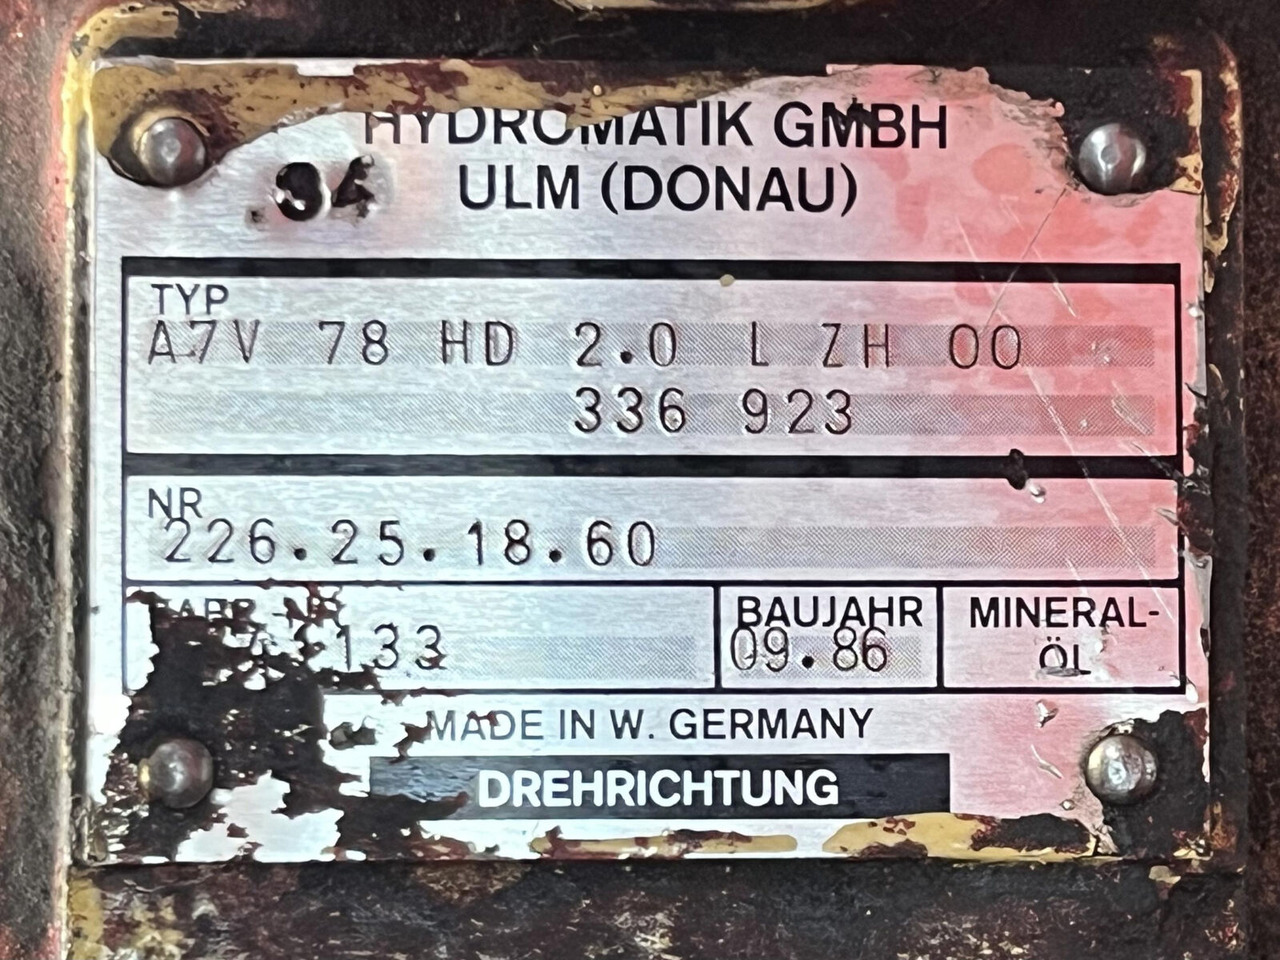 HYDROMATIK GMBH
ULM (DONAU)
TYP
A7V 78 HD 2.0 L ZH 00
336 923
NR
226.25.18.60
133
BAUJAHR
09.86
MINERAL-
ÖL
MADE IN W. GERMANY
DREHRICHTUNG